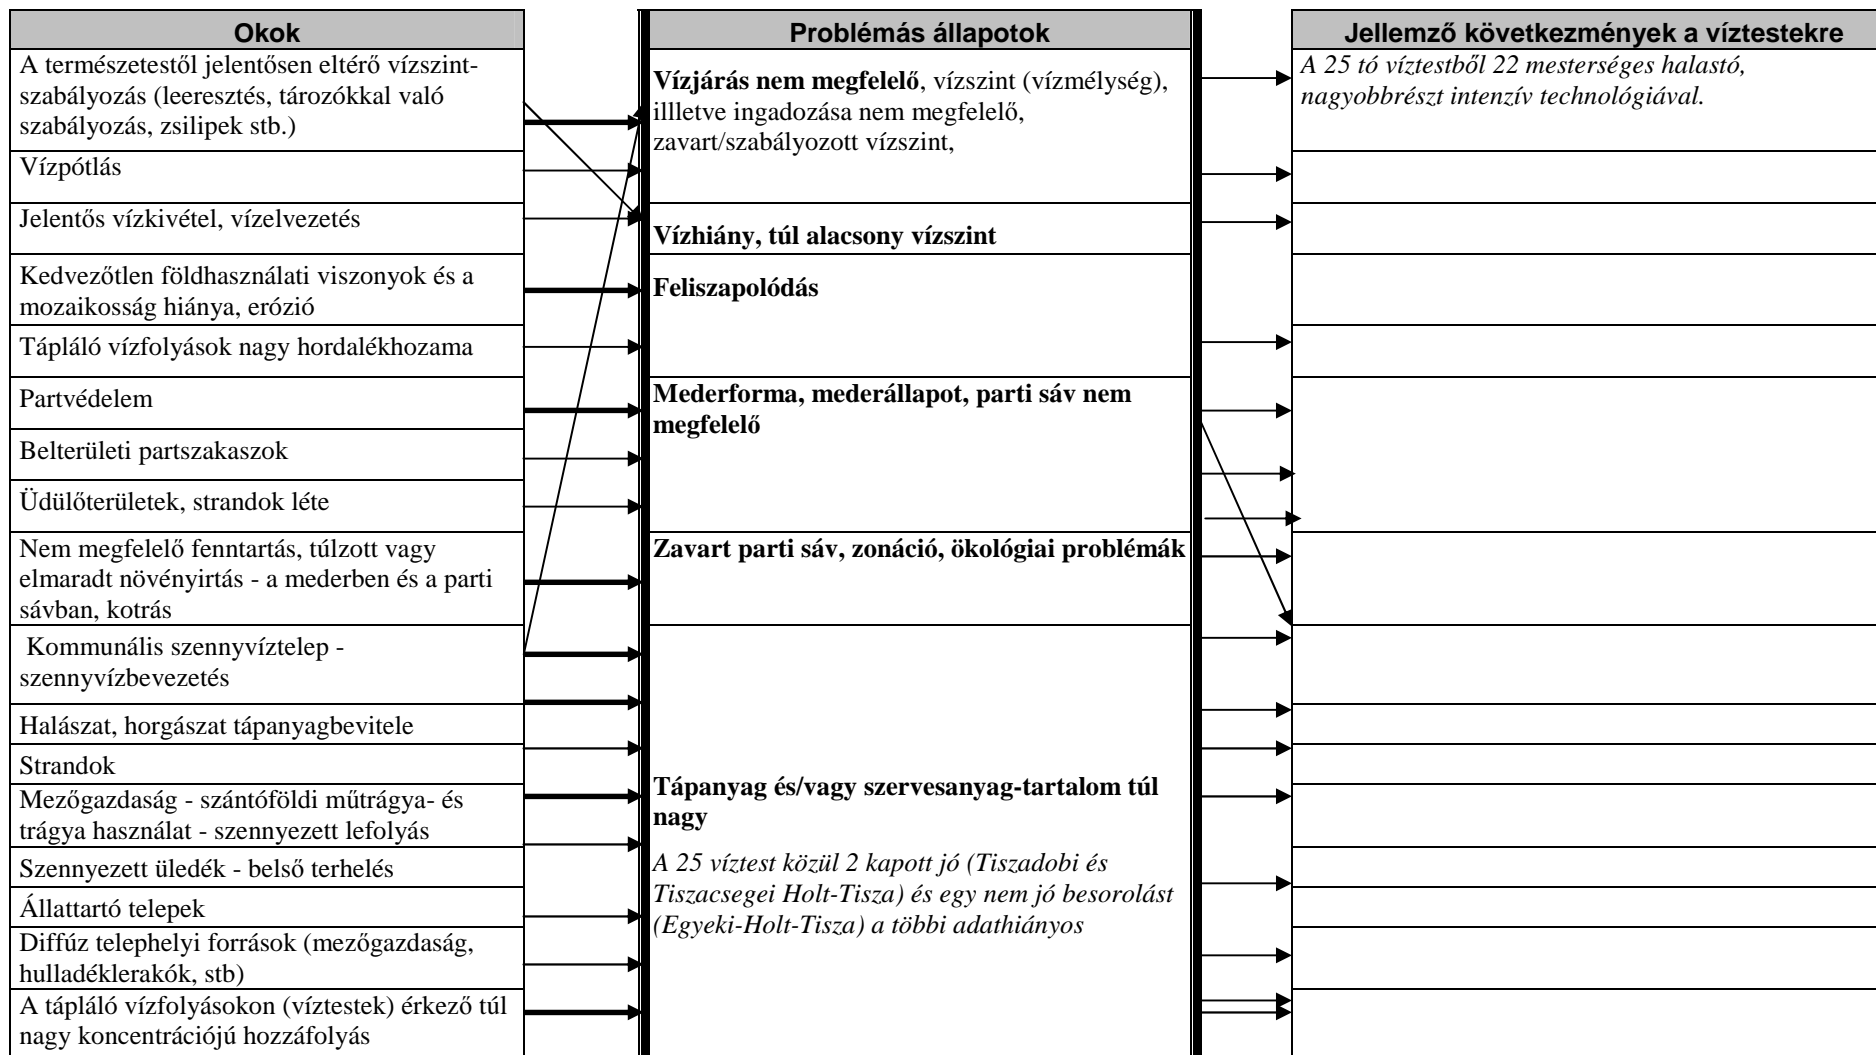 Okok
A természetestől jelentősen eltérő vízszint-
szabályozás (leeresztés, tározókkal való
szabályozás, zsilipek stb.)
Vízpótlás
Jelentős vízkivétel, vízelvezetés
Kedvezőtlen földhasználati viszonyok és a
mozaikosság hiánya, erózió
Tápláló vízfolyások nagy hordalékhozama
Partvédelem
Belterületi partszakaszok
Üdülőterületek, strandok léte
Nem megfelelő fenntartás, túlzott vagy
elmaradt növényirtás - a mederben és a parti
sávban, kotrás
Kommunális szennyvíztelep -
szennyvízbevezetés
Halászat, horgászat tápanyagbevitele
Strandok
Mezőgazdaság - szántóföldi műtrágya- és
trágya használat - szennyezett lefolyás
Szennyezett üledék - belső terhelés
Állattartó telepek
Diffúz telephelyi források (mezőgazdaság,
hulladéklerakók, stb)
A tápláló vízfolyásokon (víztestek) érkező túl
nagy koncentrációjú hozzáfolyás
Problémás állapotok
Vízjárás nem megfelelő, vízszint (vízmélység),
illletve ingadozása nem megfelelő,
zavart/szabályozott vízszint,
Vízhiány, túl alacsony vízszint
Feliszapolódás
Mederforma, mederállapot, parti sáv nem
megfelelő
Zavart parti sáv, zonáció, ökológiai problémák
Tápanyag és/vagy szervesanyag-tartalom túl
nagy
A 25 víztest közül 2 kapott jó (Tiszadobi és
Tiszacsegei Holt-Tisza) és egy nem jó besorolást
(Egyeki-Holt-Tisza) a többi adathiányos
Jellemző következmények a víztestekre
A 25 tó víztestből 22 mesterséges halastó,
nagyobbrészt intenzív technológiával.